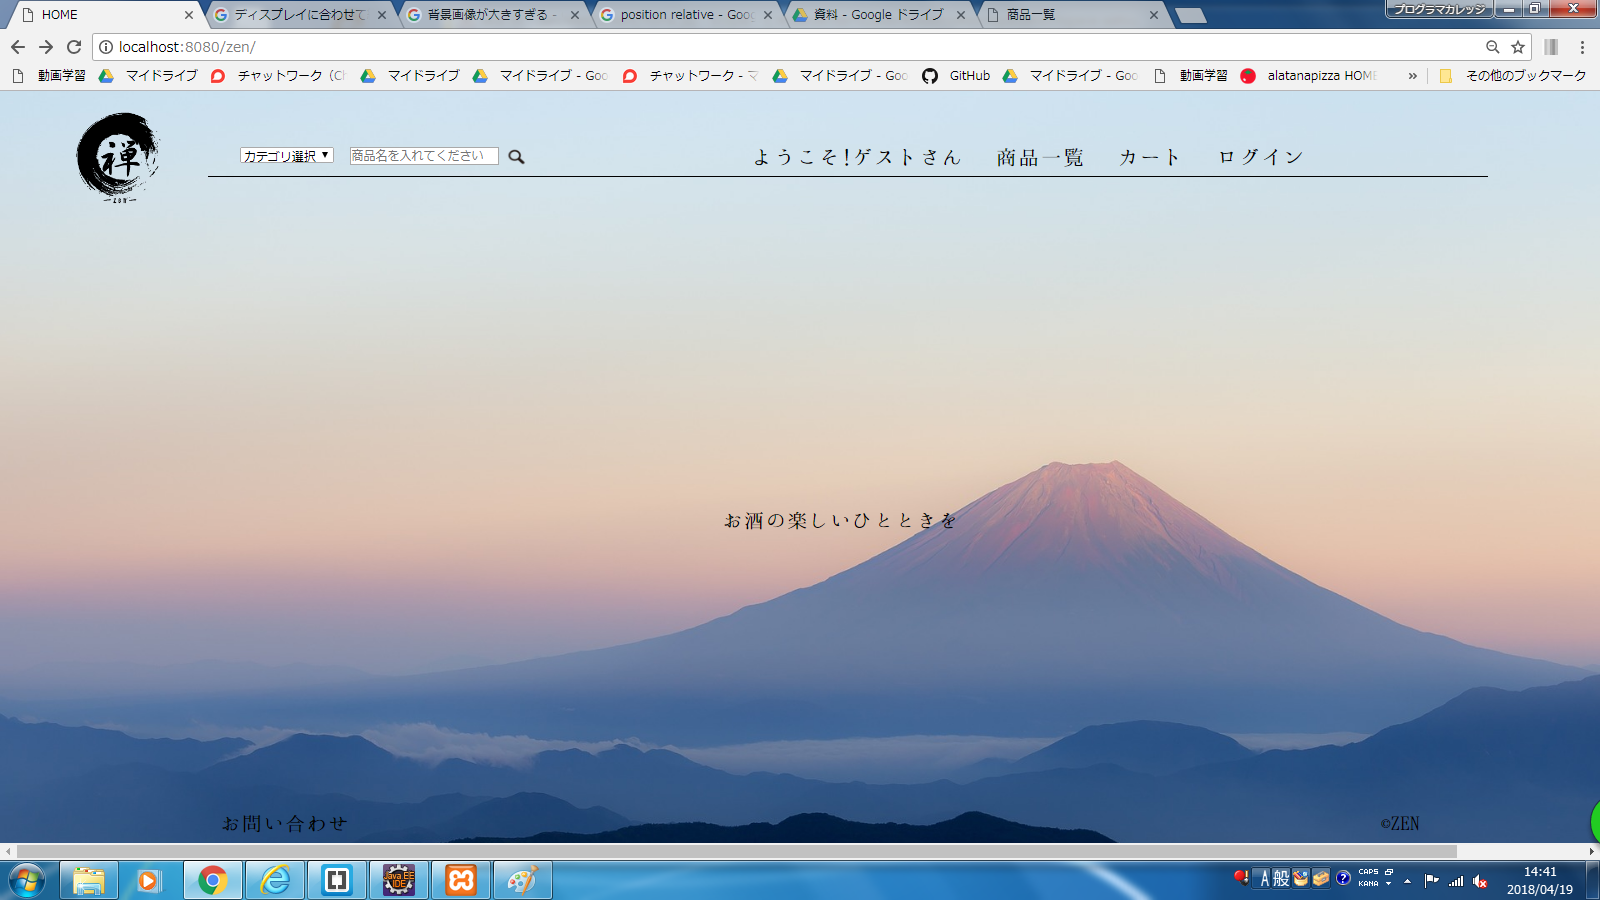 HOME
ディスプレイに合わせて
背景画像が大きすぎる -
position relative - Goo
資料 - Google ドライブ
商品一覧
プログラマカレッジ
localhost:8080/zen/
動画学習
マイドライブ
チャットワーク (Ch
マイドライブ
マイドライブ - Goo
チャットワーク - マ
マイドライブ - Goo
GitHub
マイドライブ - Goo
動画学習
alatanapizza HOME
»
その他のブックマーク
禅
zen
カテゴリ選択
商品名を入れてください
ようこそ!ゲストさん
商品一覧
カート
ログイン
お酒の楽しいひとときを
お問い合わせ
©ZEN
Java EE
IDE
A 般
CAPS
KANA
14:41
2018/04/19